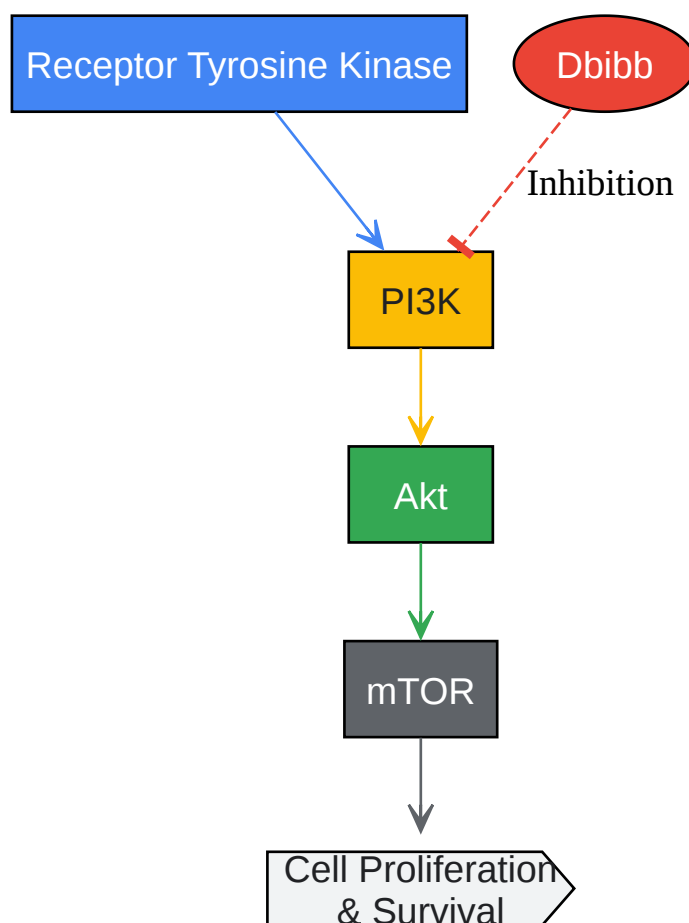 Receptor Tyrosine Kinase
Dbibb
Inhibition
PI3K
Akt
mTOR
Cell Proliferation
& Survival